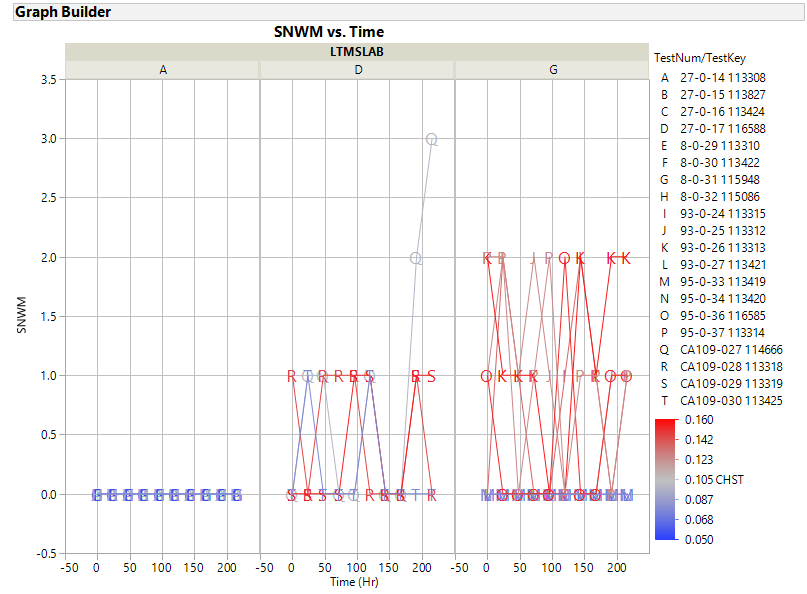 Graph Builder
SNWM vs. Time
LTMSLAB
A D G
TestNum/TestKey
A 27-0-14 113308
B 27-0-15 113827
C 27-0-16 113424
D 27-0-17 116588
E 8-0-29 113310
F 8-0-30 113422
G 8-0-31 115948
H 8-0-32 115086
I 93-0-24 113315
J 93-0-25 113312
K 93-0-26 113313
L 93-0-27 113421
M 95-0-33 113419
N 95-0-34 113420
O 95-0-36 116585
P 95-0-37 113314
Q CA109-027 114666
R CA109-028 113318
S CA109-029 113319
T CA109-030 113425
0.160
0.142
0.123
0.105 CHST
0.087
0.068
0.050
SNWM
3.5
3.0
2.5
2.0
1.5
1.0
0.5
0.0
-0.5
-50 0 50 100 150 200 -50 0 50 100 150 200 -50 0 50 100 150 200
Time (Hr)